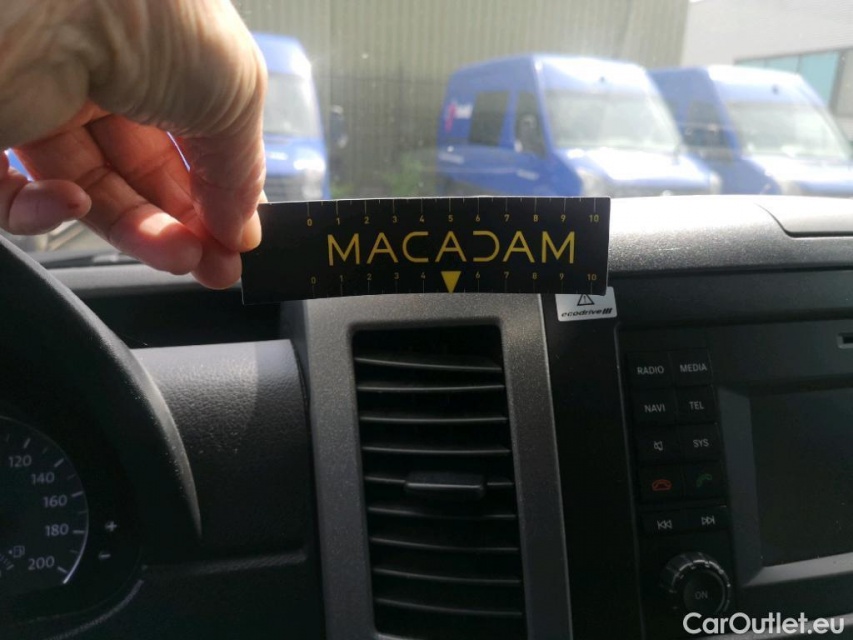 0 1 2 3 4 5 6 7 8 9 10
MACADAM
0 1 2 3 4 6 7 8 9 10
ecodrive
RADIO MEDIA
NAVI TEL
SYS
ON
120
140
160
180
200
+
-
CarOutlet.eu